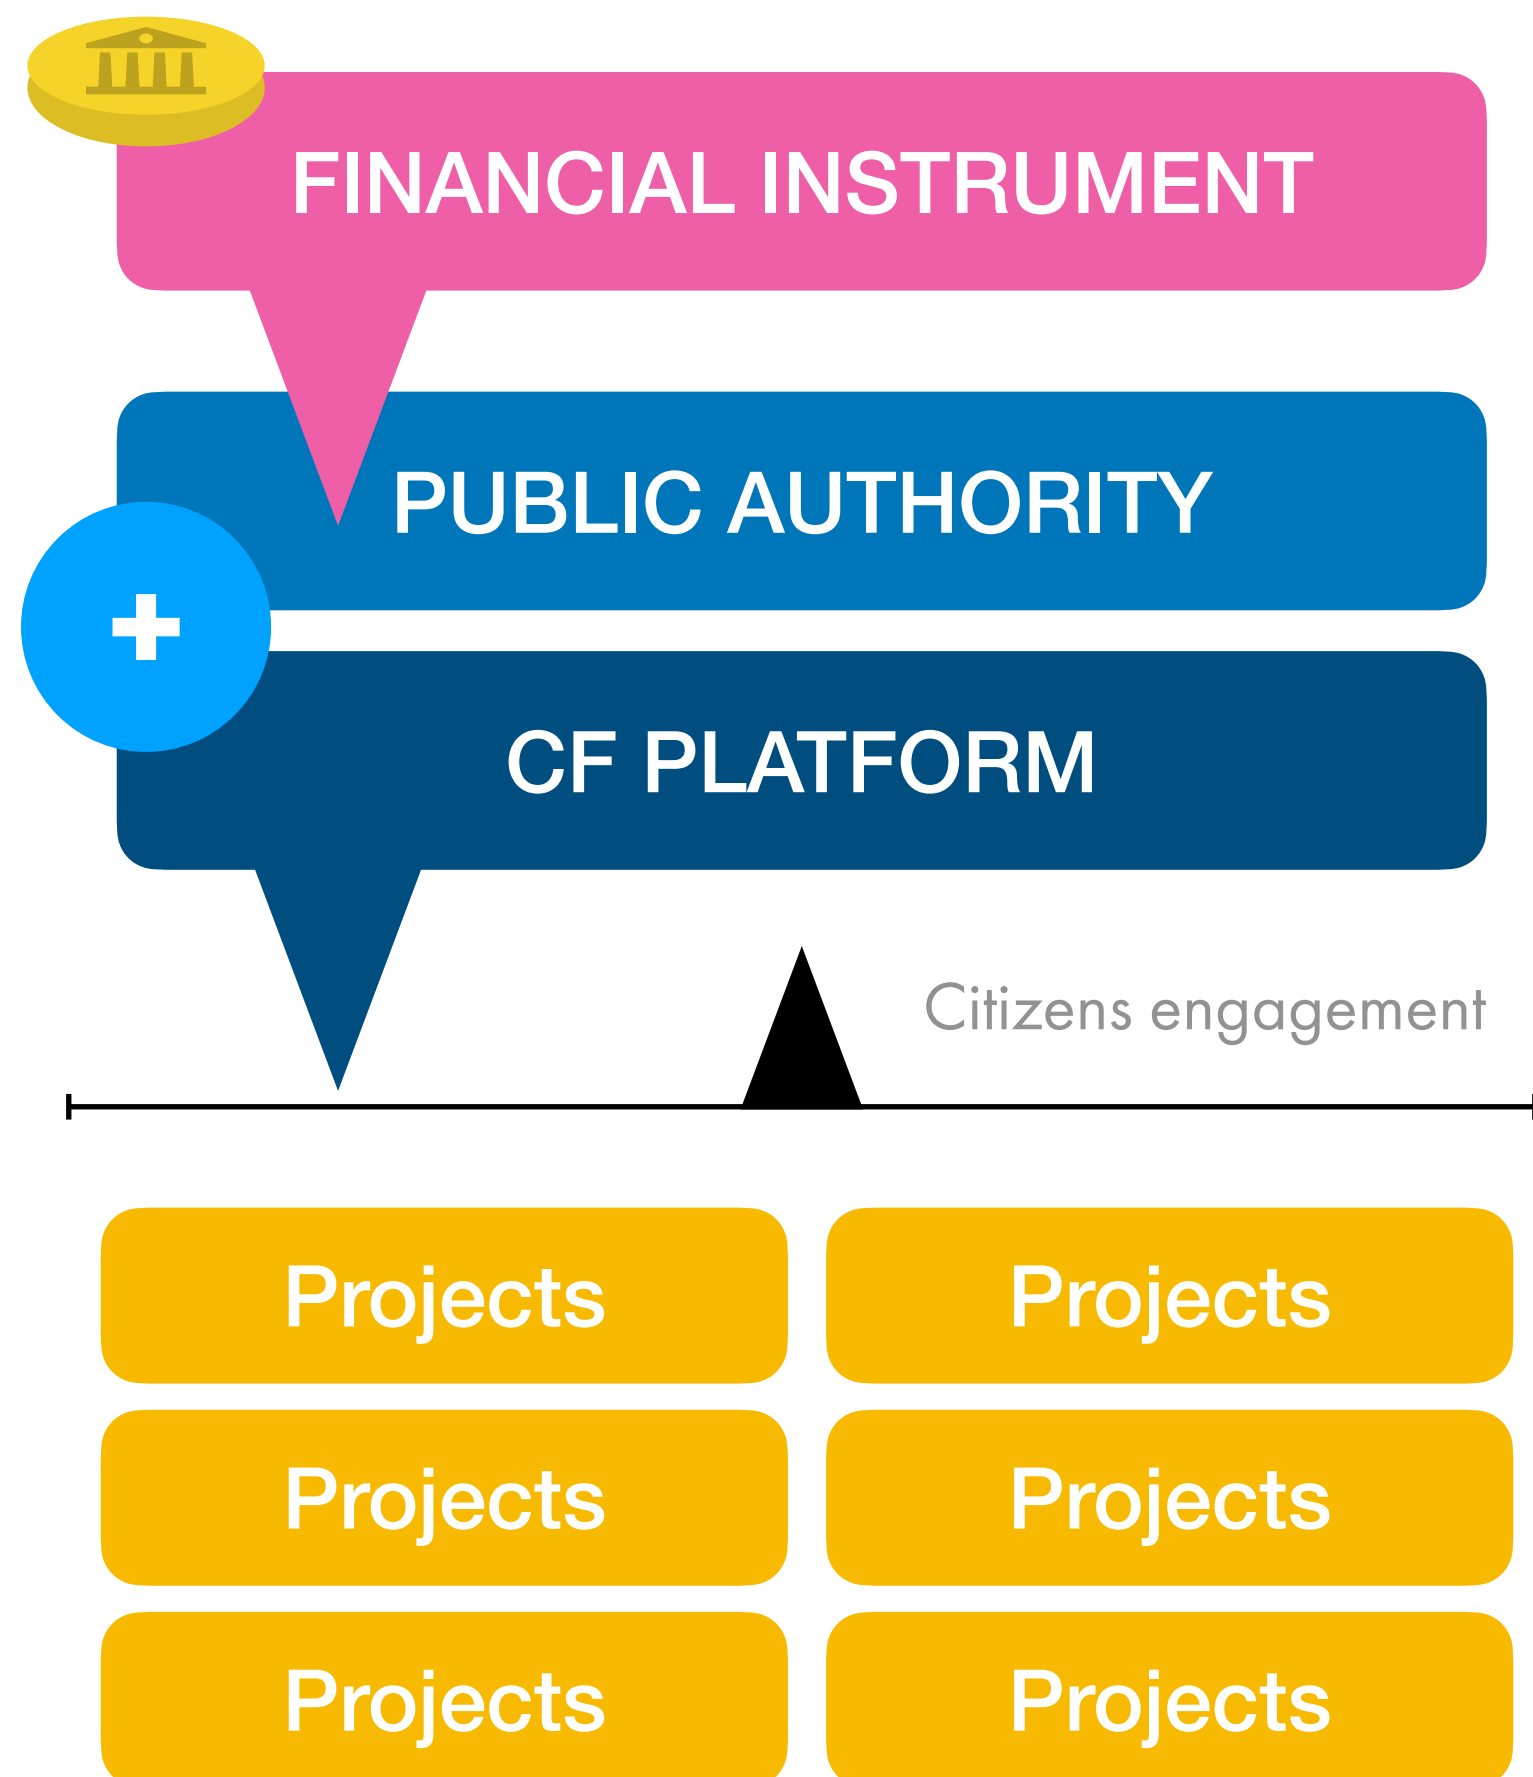 FINANCIAL INSTRUMENT
PUBLIC AUTHORITY
CF PLATFORM
Citizens engagement
Projects Projects
Projects Projects
Projects Projects